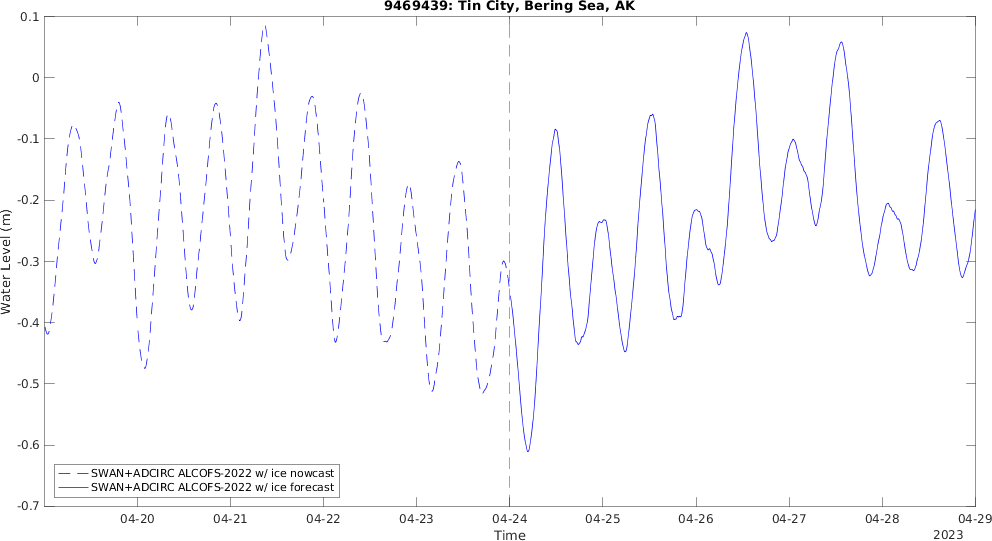 9469439: Tin City, Bering Sea, AK
0.1
0
-0.1
-0.2
-0.3
-0.4
-0.5
-0.6
-0.7
Water Level (m)
SWAN+ADCIRC ALCOFS-2022 w/ ice nowcast
SWAN+ADCIRC ALCOFS-2022 w/ ice forecast
04-20 04-21 04-22 04-23 04-24 04-25 04-26 04-27 04-28 04-29
Time
2023